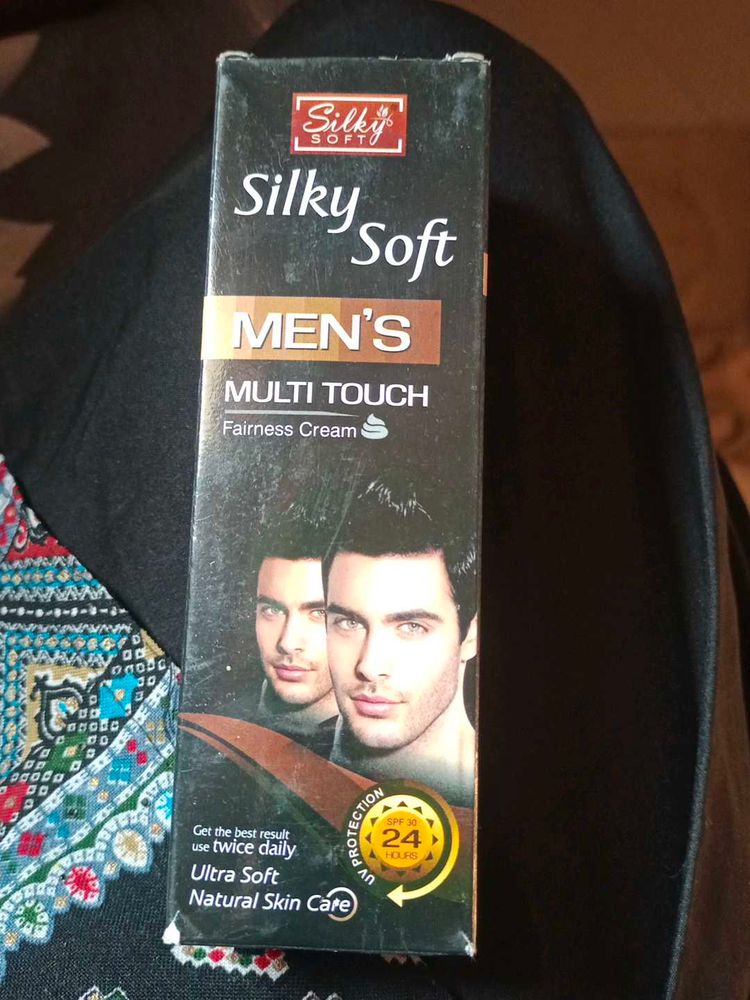 Silky
SOFT
Silky
Soft
MEN'S
MULTI TOUCH
Fairness Cream
UV PROTECTION
SPF 30
24
HOURS
Get the best result
use twice daily
Ultra Soft
Natural Skin Care